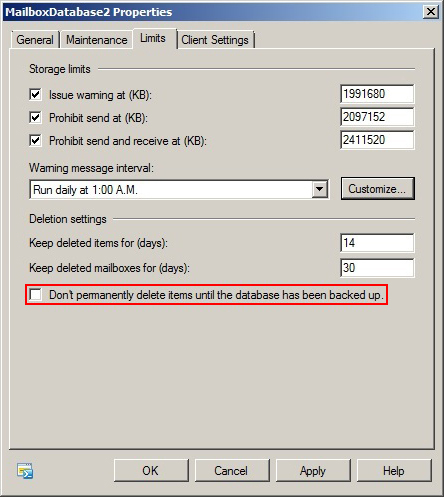 MailboxDatabase2 Properties
General Maintenance Limits Client Settings
Storage limits
Issue warning at (KB): 1991680
Prohibit send at (KB): 2097152
Prohibit send and receive at (KB): 2411520
Warning message interval:
Run daily at 1:00 A.M. Customize...
Deletion settings
Keep deleted items for (days): 14
Keep deleted mailboxes for (days): 30
Don't permanently delete items until the database has been backed up.
OK Cancel Apply Help